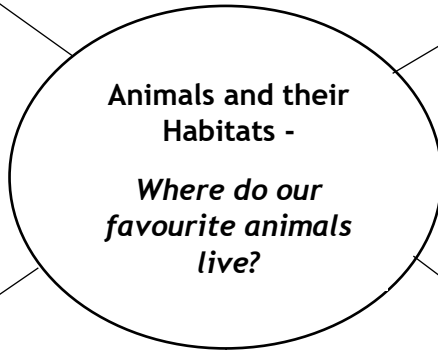 Animals and their
Habitats -
Where do our
favourite animals
live?